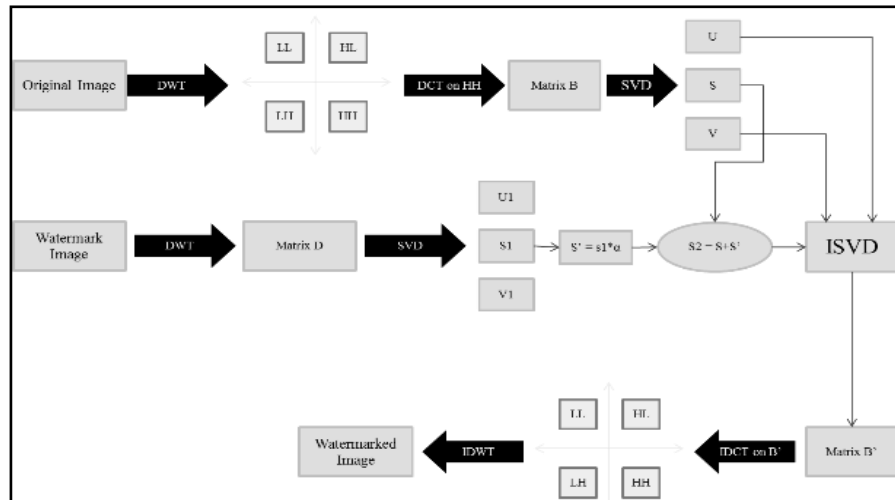 LL
HL
Original Image
DWT
LH
HH
DCT on HH
Matrix B
SVD
U
S
V
Watermark
Image
DWT
Matrix D
SVD
U1
S1
V1
S' = s1*α
S2 = S+S'
ISVD
Watermarked
Image
IDWT
LL
HL
LH
HH
IDCT on B`
Matrix B`